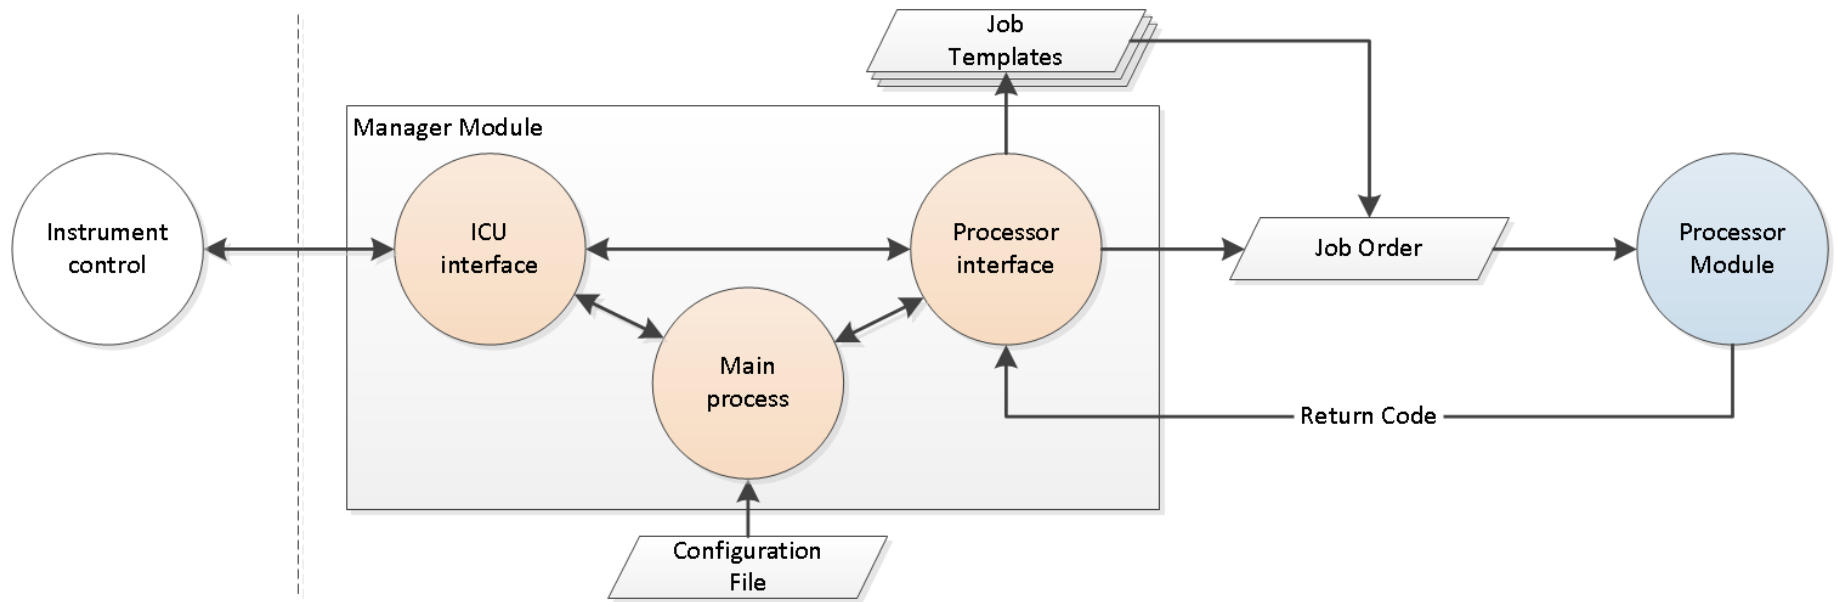 Job
Templates
Manager Module
Instrument
control
ICU
interface
Processor
interface
Job Order
Processor
Module
Main
process
Return Code
Configuration
File